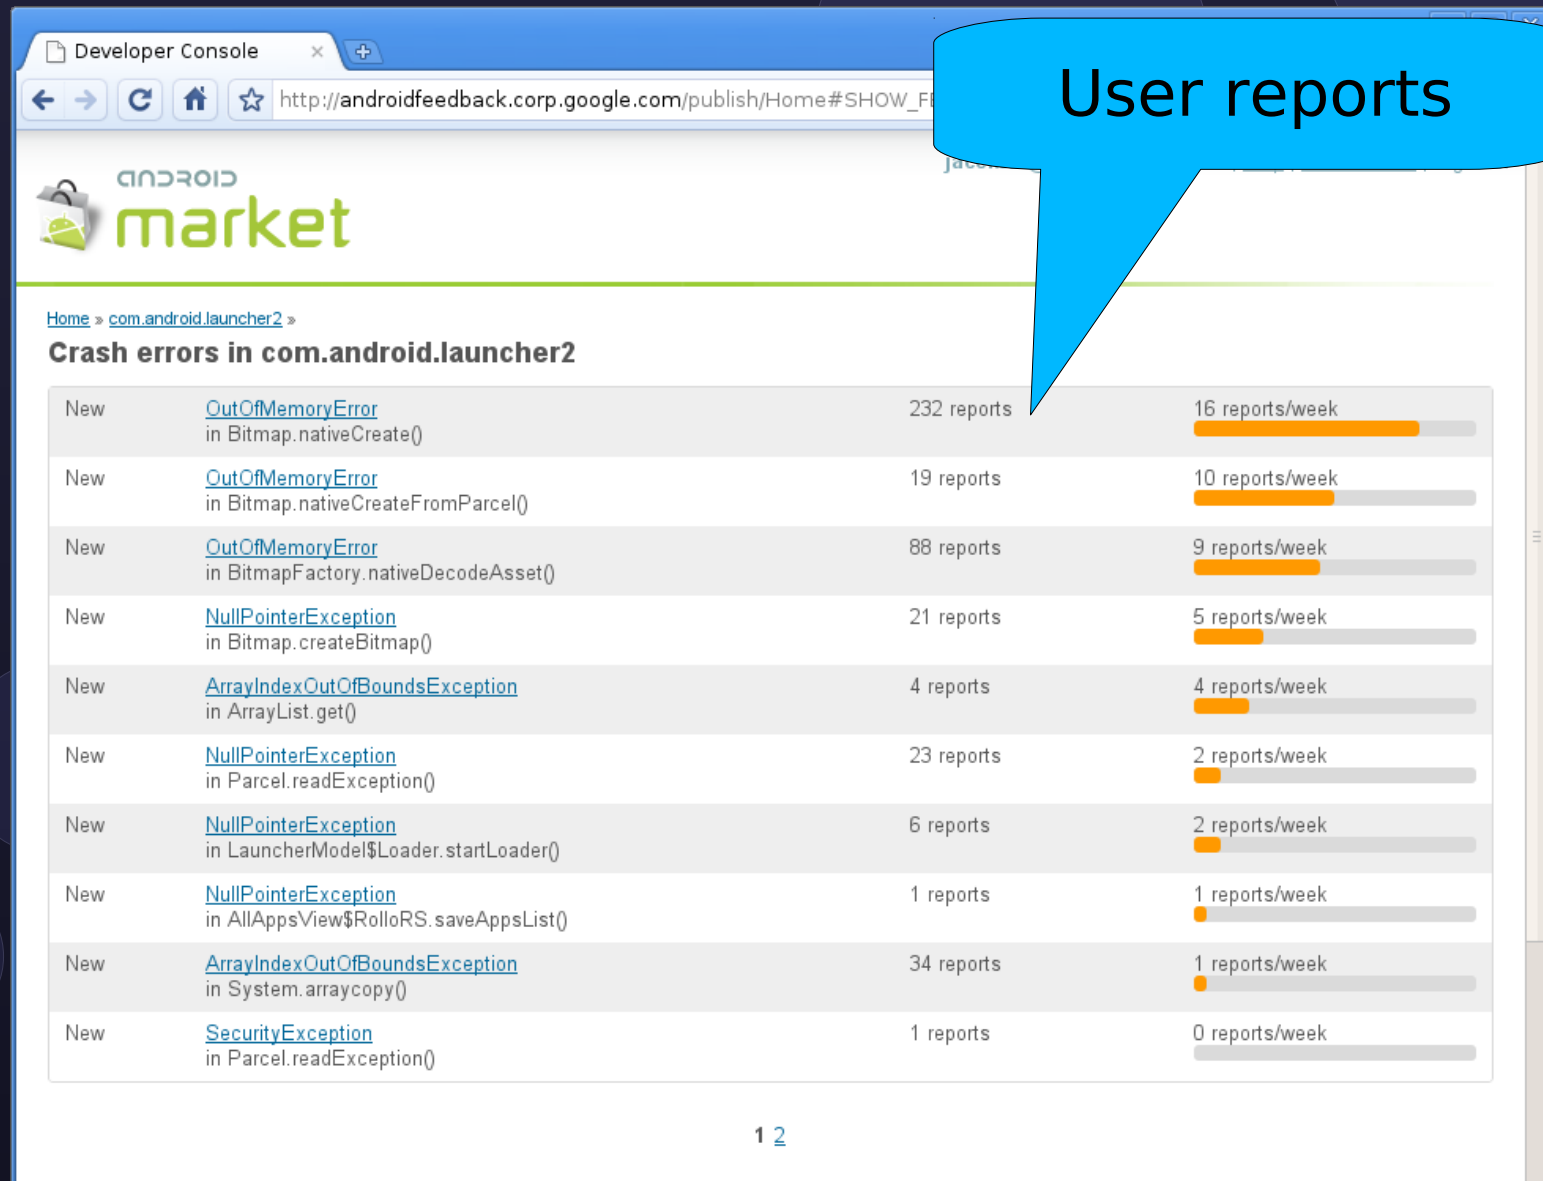 Developer Console
User reports
http://androidfeedback.corp.google.com/publish/Home#SHOW_
ANDROID
market
Home » com.android.launcher2 »
Crash errors in com.android.launcher2
New OutOfMemoryError 232 reports 16 reports/week
in Bitmap.nativeCreate()
New OutOfMemoryError 19 reports 10 reports/week
in Bitmap.nativeCreateFromParcel()
New OutOfMemoryError 88 reports 9 reports/week
in BitmapFactory.nativeDecodeAsset()
New NullPointerException 21 reports 5 reports/week
in Bitmap.createBitmap()
New ArrayIndexOutOfBoundsException 4 reports 4 reports/week
in ArrayList.get()
New NullPointerException 23 reports 2 reports/week
in Parcel.readException()
New NullPointerException 6 reports 2 reports/week
in LauncherModel$Loader.startLoader()
New NullPointerException 1 reports 1 reports/week
in AllAppsView$RolloRS.saveAppsList()
New ArrayIndexOutOfBoundsException 34 reports 1 reports/week
in System.arraycopy()
New SecurityException 1 reports 0 reports/week
in Parcel.readException()
1 2